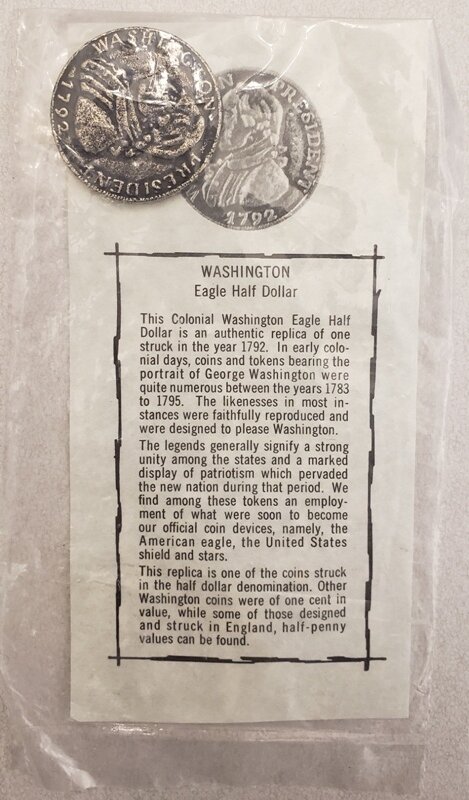 WASHINGTON · PRESIDENT · 1792
N PRESIDENT
1792
WASHINGTON
Eagle Half Dollar
This Colonial Washington Eagle Half
Dollar is an authentic replica of one
struck in the year 1792. In early colo-
nial days, coins and tokens bearing the
portrait of George Washington were
quite numerous between the years 1783
to 1795. The likenesses in most in-
stances were faithfully reproduced and
were designed to please Washington.
The legends generally signify a strong
unity among the states and a marked
display of patriotism which pervaded
the new nation during that period. We
find among these tokens an employ-
ment of what were soon to become
our official coin devices, namely, the
American eagle, the United States
shield and stars.
This replica is one of the coins struck
in the half dollar denomination. Other
Washington coins were of one cent in
value, while some of those designed
and struck in England, half-penny
values can be found.